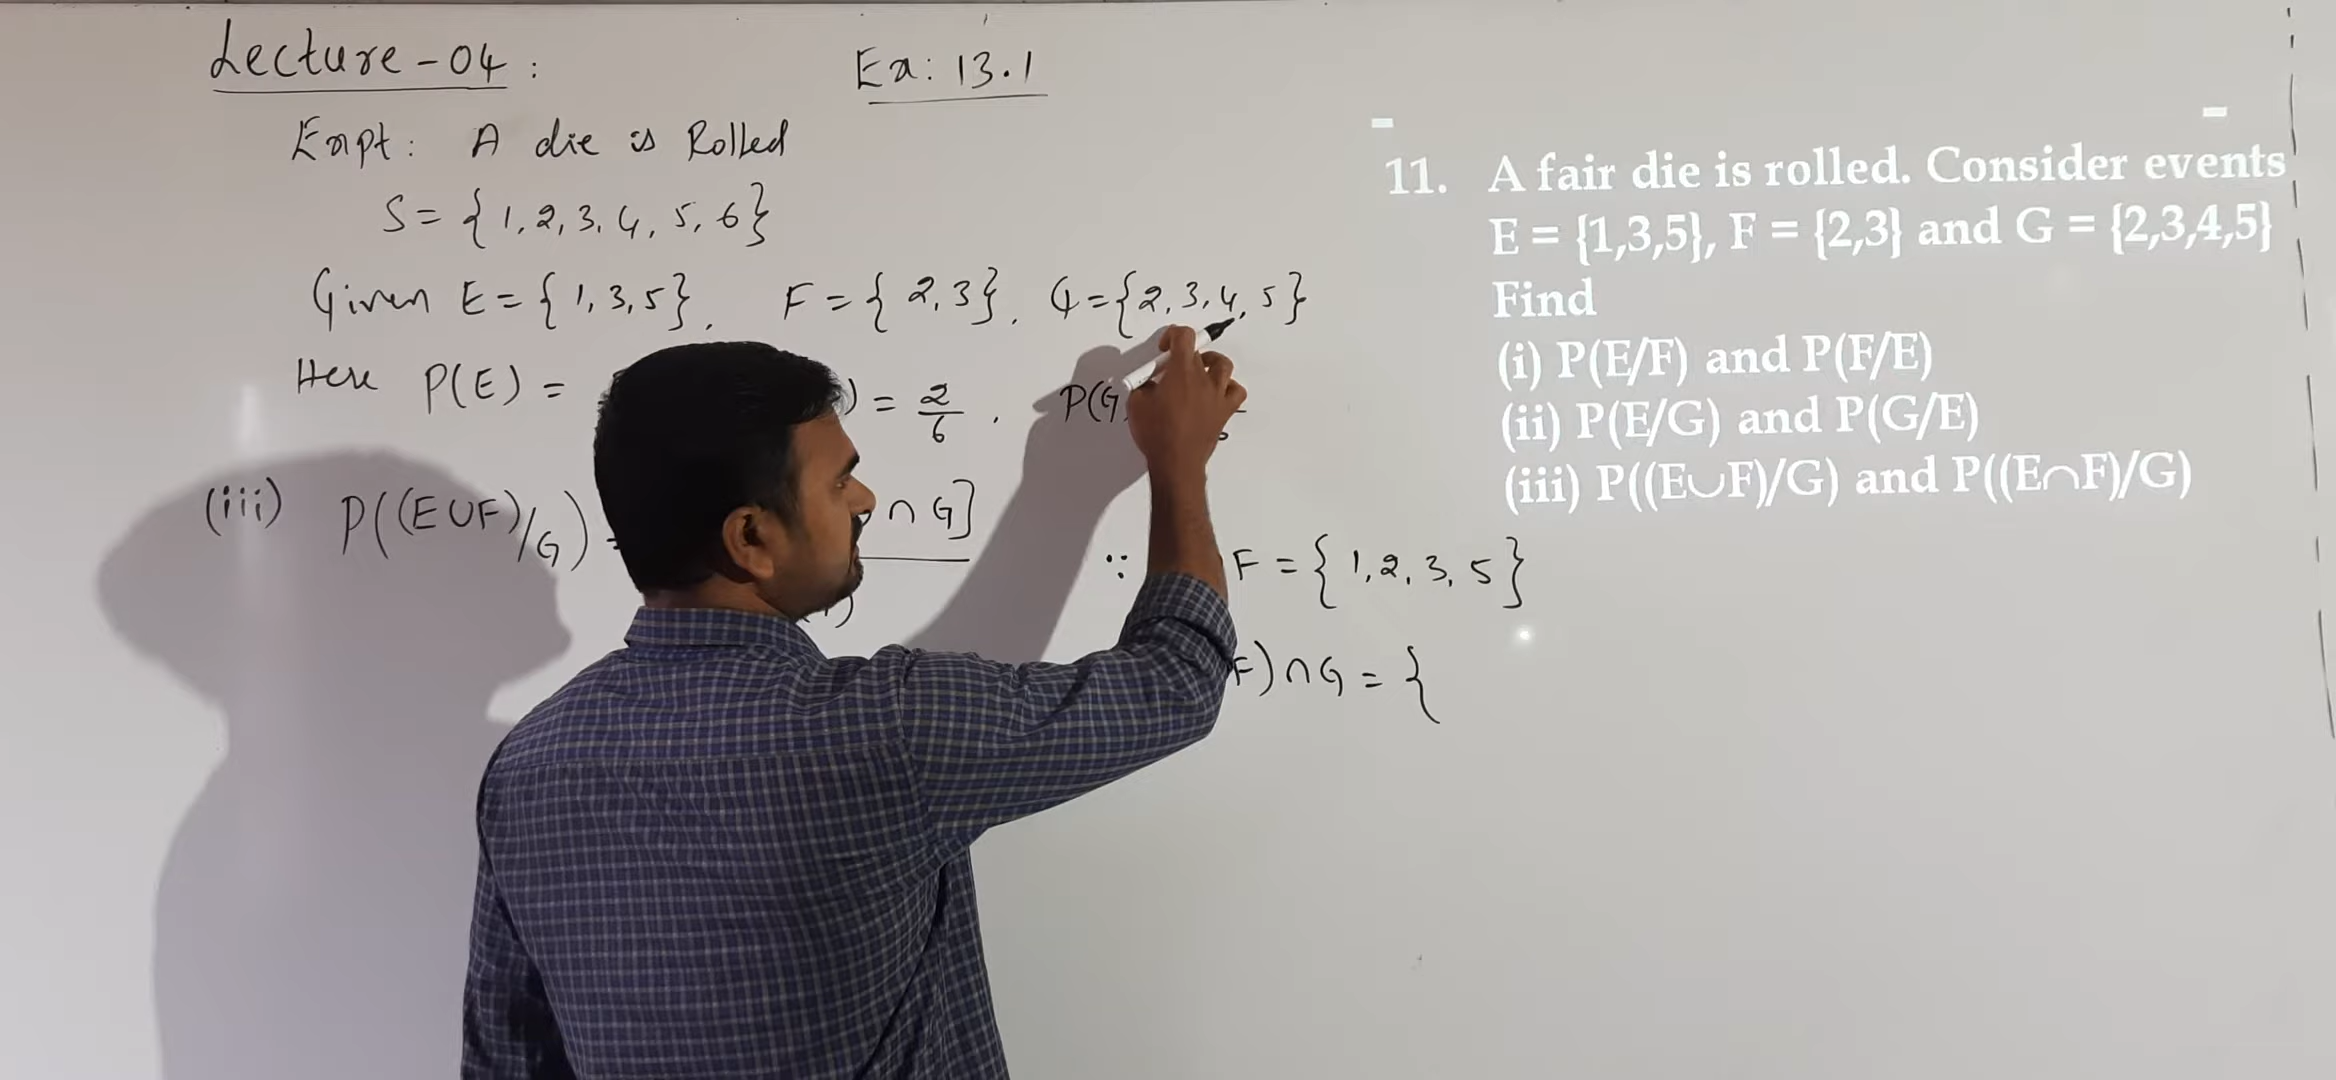 Lecture-04 :
Ex: 13.1
Expt: A die is Rolled
S = { 1, 2, 3, 4, 5, 6 }
Given E = { 1, 3, 5 }, F = { 2, 3 }, G = { 2, 3, 4, 5 }
Here P(E) = ) = 2/6 , P(G
(iii) P((E∪F)/G) = ∩ G]
∵ F = { 1, 2, 3, 5 }
F) ∩ G = {
11. A fair die is rolled. Consider events
E = {1,3,5}, F = {2,3} and G = {2,3,4,5}
Find
(i) P(E/F) and P(F/E)
(ii) P(E/G) and P(G/E)
(iii) P((E∪F)/G) and P((E∩F)/G)